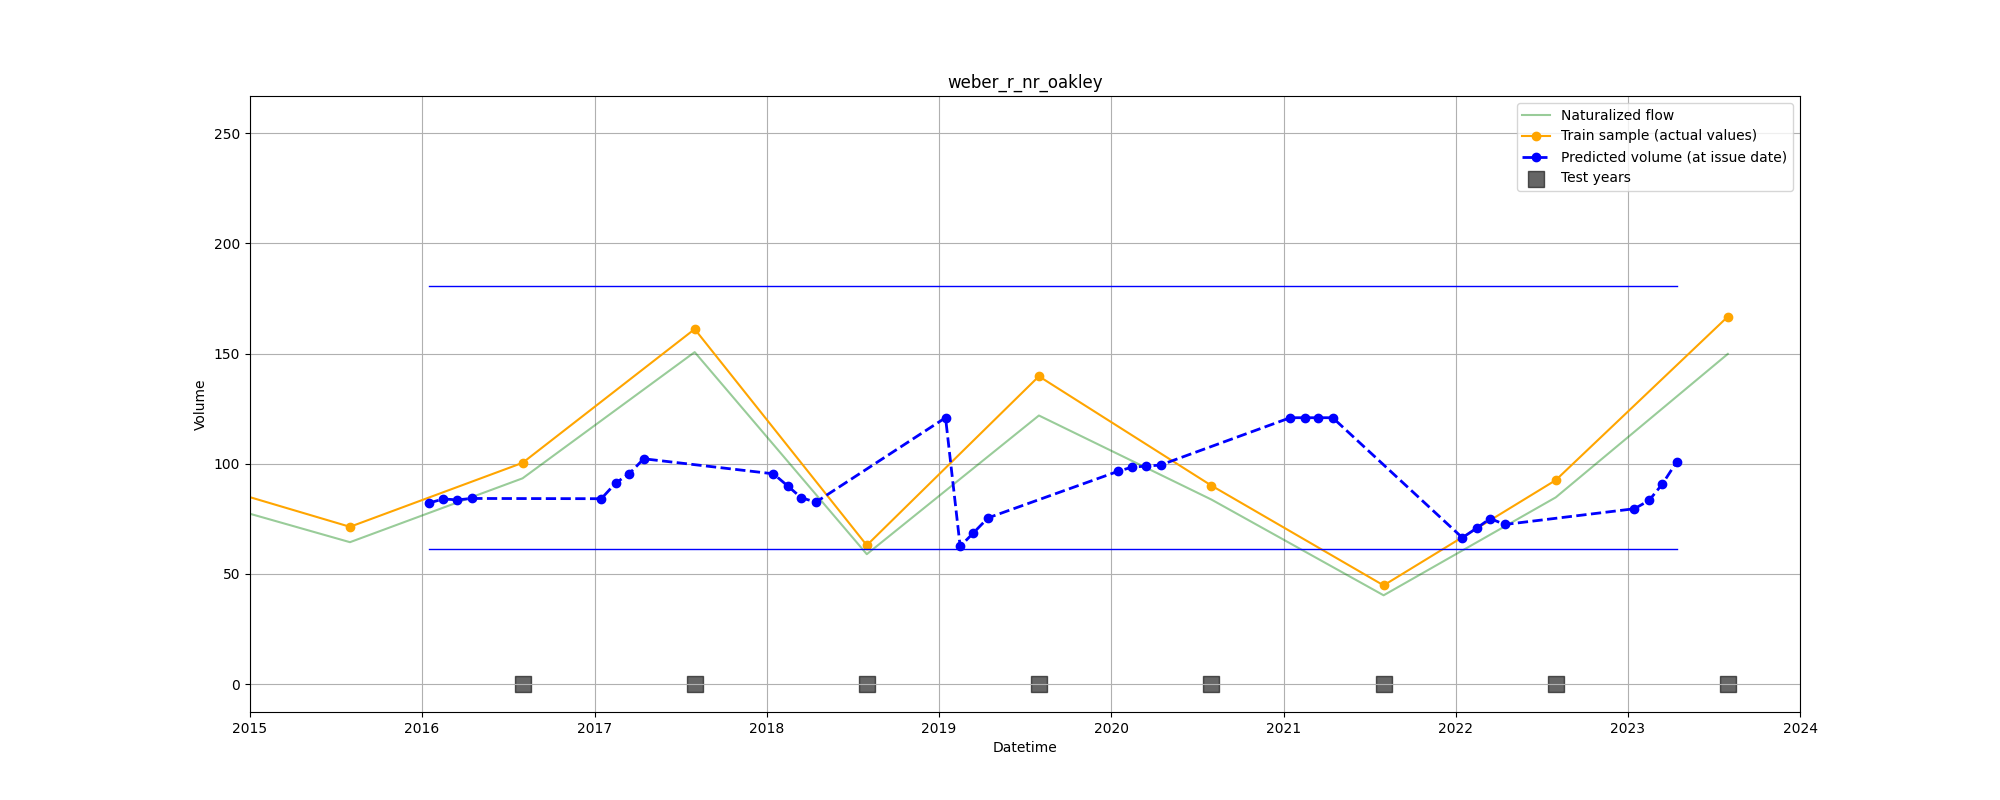 weber_r_nr_oakley
Naturalized flow
Train sample (actual values)
Predicted volume (at issue date)
Test years
Volume
250
200
150
100
50
0
2015 2016 2017 2018 2019 2020 2021 2022 2023 2024
Datetime